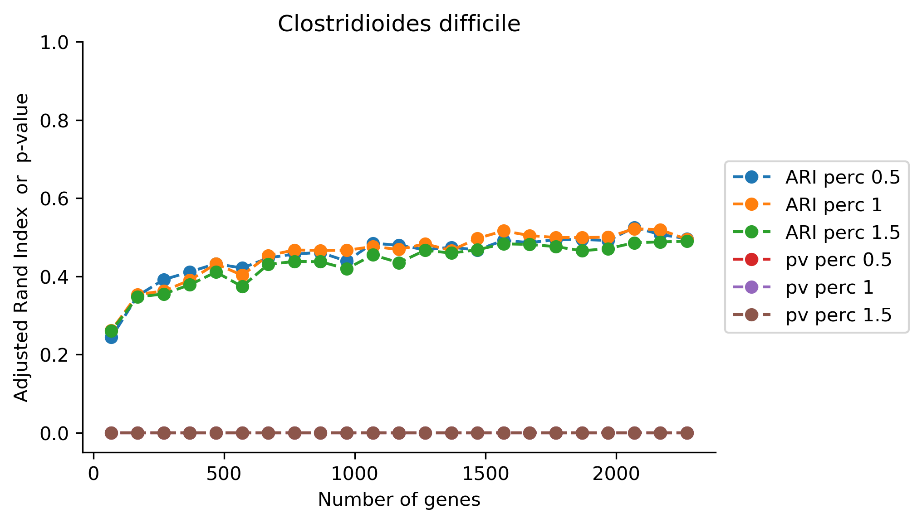 Clostridioides difficile
1.0
0.8
0.6
0.4
0.2
0.0
Adjusted Rand Index or p-value
0
500
1000
1500
2000
Number of genes
ARI perc 0.5
ARI perc 1
ARI perc 1.5
pv perc 0.5
pv perc 1
pv perc 1.5